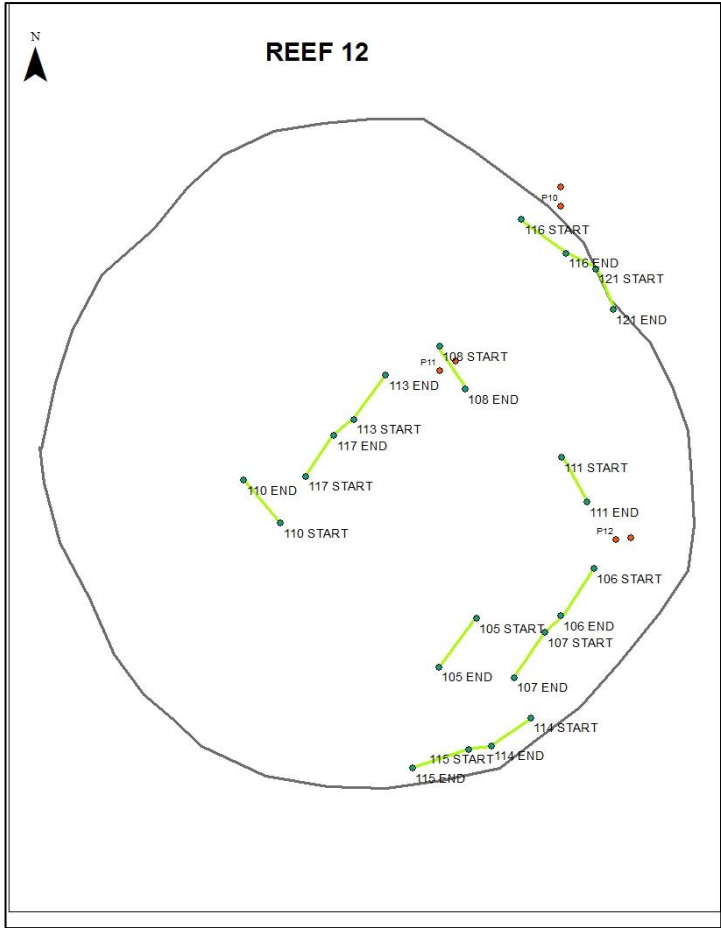 N
REEF 12
P10
116 START
116 END
121 START
121 END
108 START
P11
113 END
108 END
113 START
117 END
111 START
117 START
110 END
111 END
110 START
P12
106 START
106 END
105 START
107 START
105 END
107 END
114 START
114 END
115 START
115 END